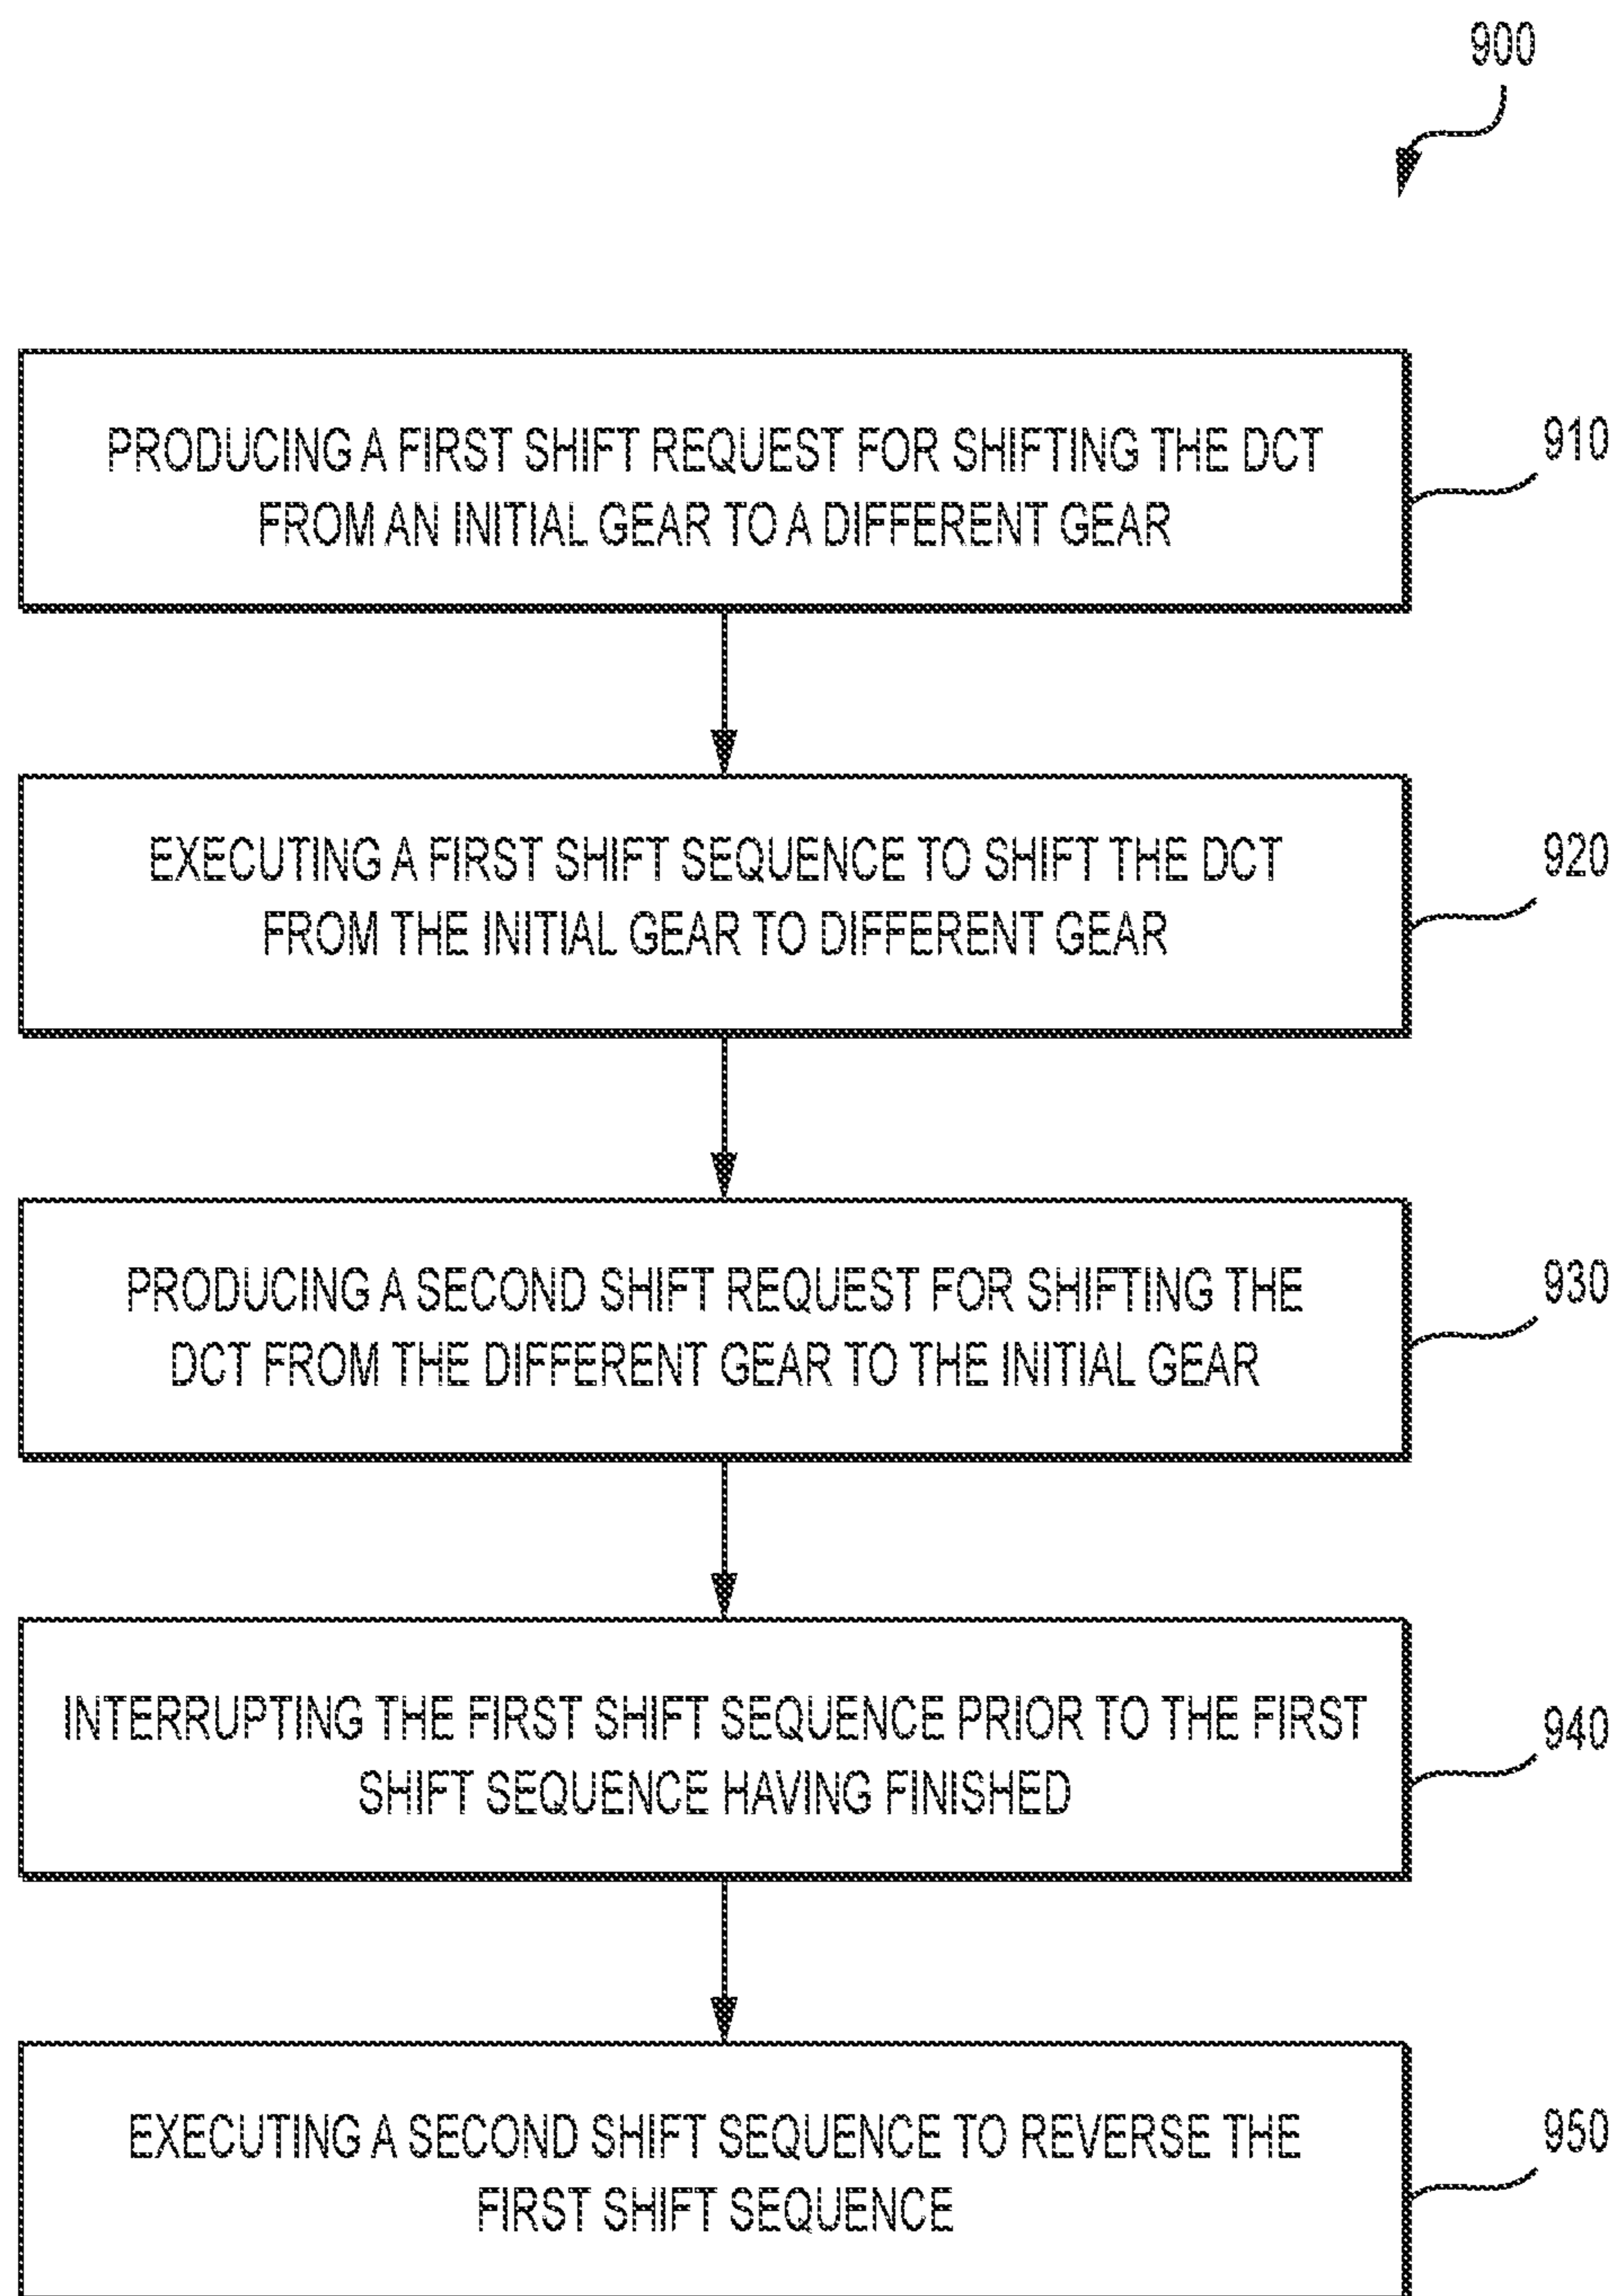 900
PRODUCING A FIRST SHIFT REQUEST FOR SHIFTING THE DCT
FROM AN INITIAL GEAR TO A DIFFERENT GEAR
910
EXECUTING A FIRST SHIFT SEQUENCE TO SHIFT THE DCT
FROM THE INITIAL GEAR TO DIFFERENT GEAR
920
PRODUCING A SECOND SHIFT REQUEST FOR SHIFTING THE
DCT FROM THE DIFFERENT GEAR TO THE INITIAL GEAR
930
INTERRUPTING THE FIRST SHIFT SEQUENCE PRIOR TO THE FIRST
SHIFT SEQUENCE HAVING FINISHED
940
EXECUTING A SECOND SHIFT SEQUENCE TO REVERSE THE
FIRST SHIFT SEQUENCE
950